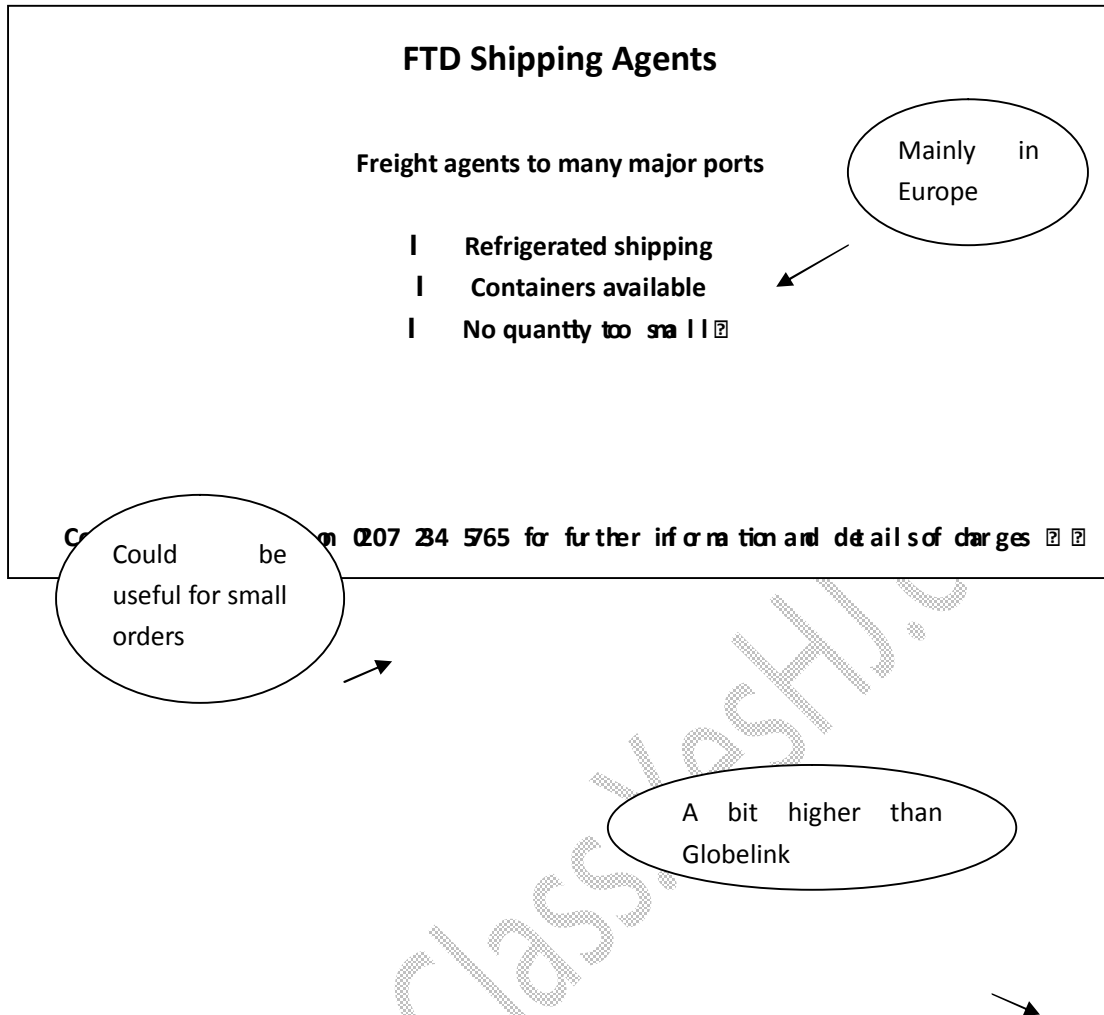 FTD Shipping Agents
Freight agents to many major ports
Mainly in
Europe
l Refrigerated shipping
l Containers available
l No quantity too small
on 0207 234 5765 for further information and details of charges
Could be
useful for small
orders
A bit higher than
Globelink